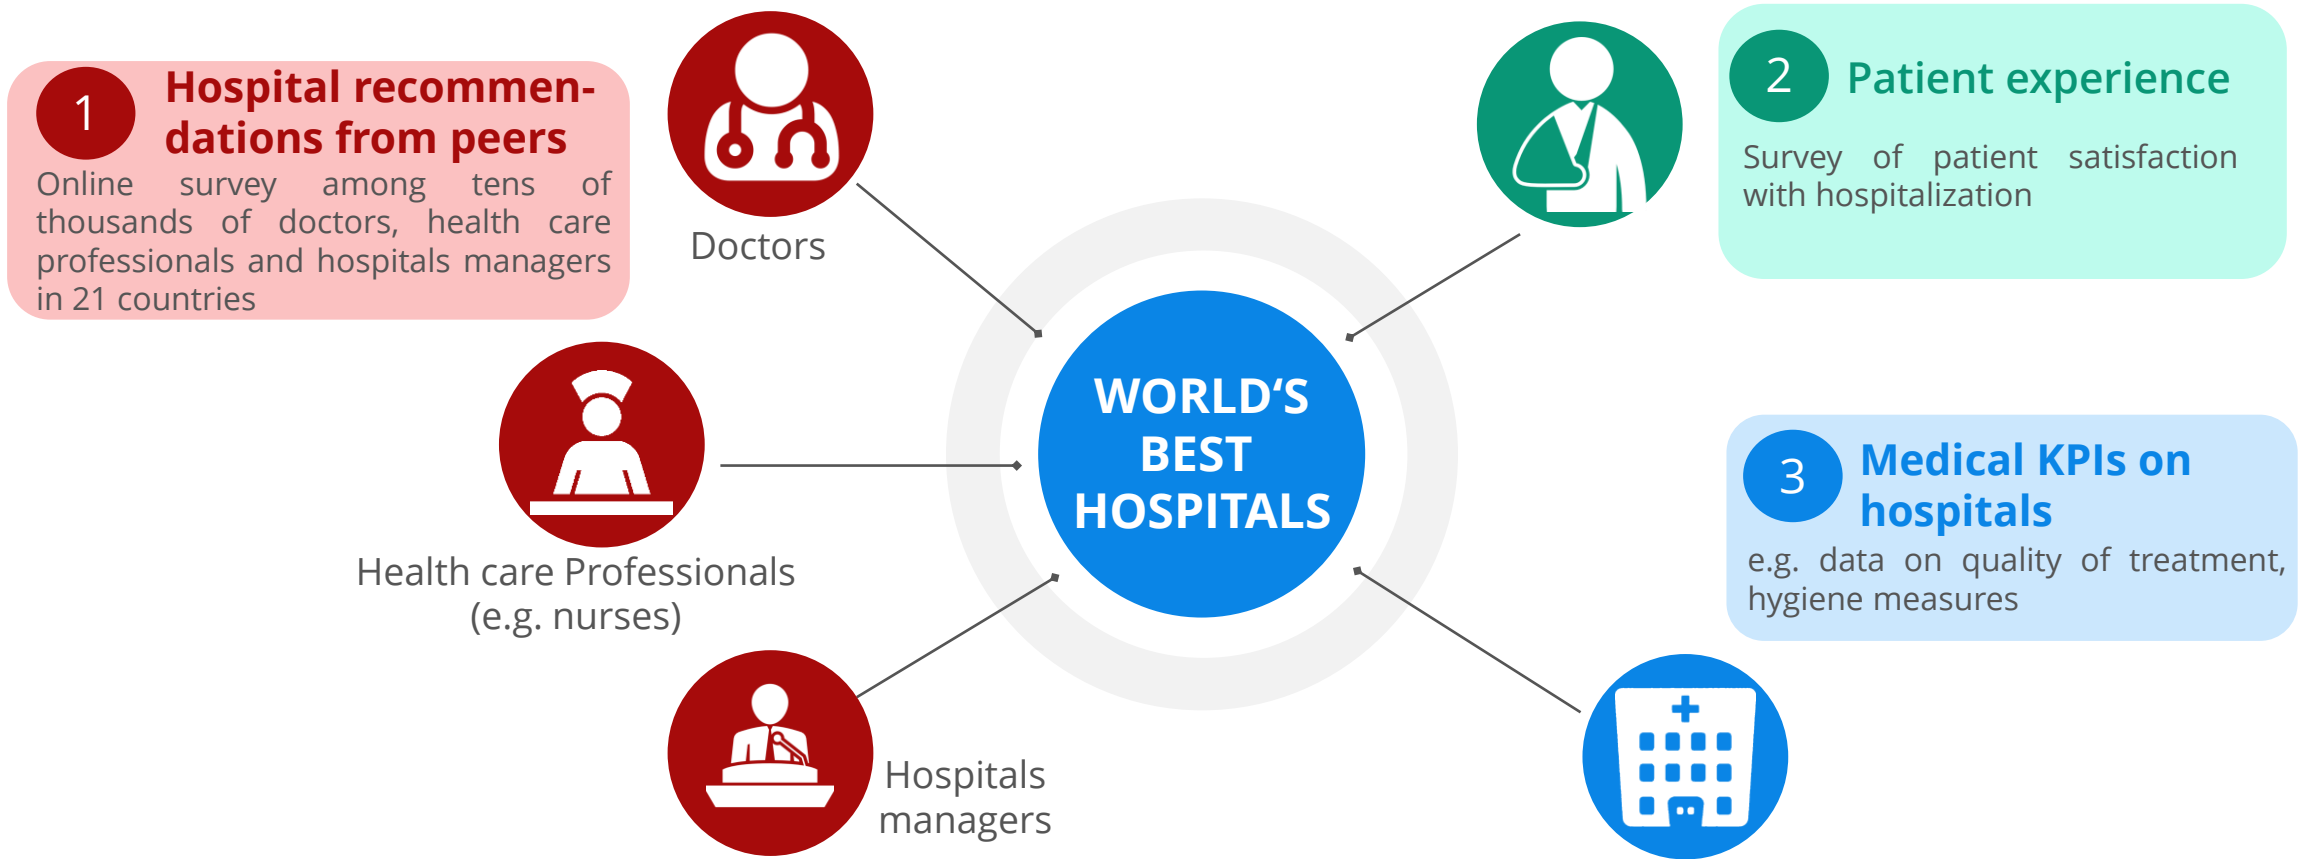 1
Hospital recommen-
dations from peers
Online survey among tens of
thousands of doctors, health care
professionals and hospitals managers
in 21 countries
Doctors
Health care Professionals
(e.g. nurses)
Hospitals
managers
WORLD‘S
BEST
HOSPITALS
2
Patient experience
Survey of patient satisfaction
with hospitalization
3
Medical KPIs on
hospitals
e.g. data on quality of treatment,
hygiene measures